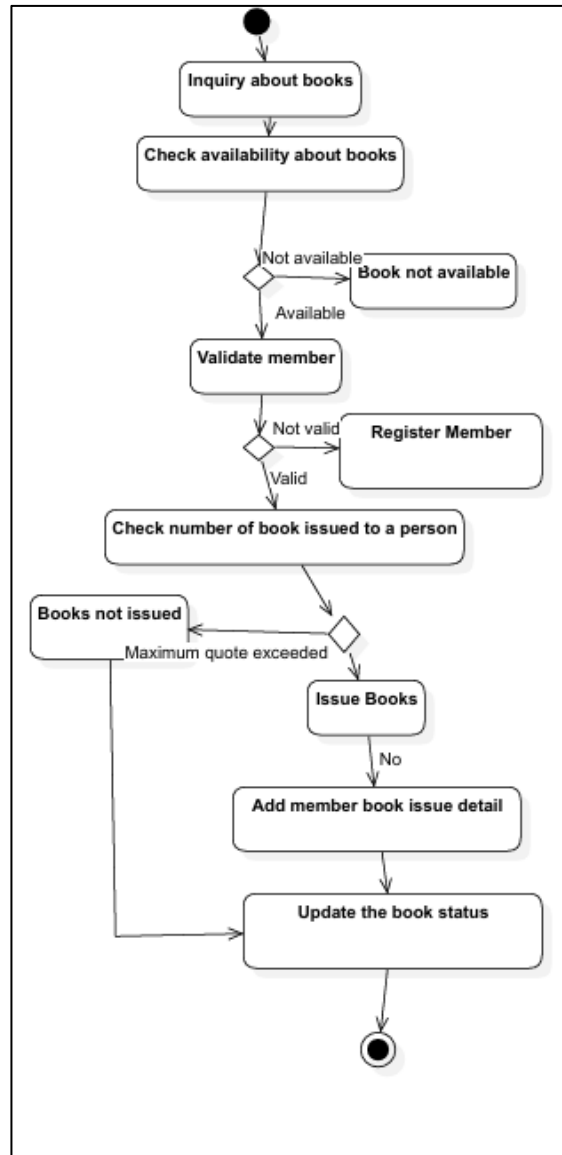 Inquiry about books
Check availability about books
Not available
Book not available
Available
Validate member
Not valid
Register Member
Valid
Check number of book issued to a person
Books not issued
Maximum quote exceeded
Issue Books
No
Add member book issue detail
Update the book status